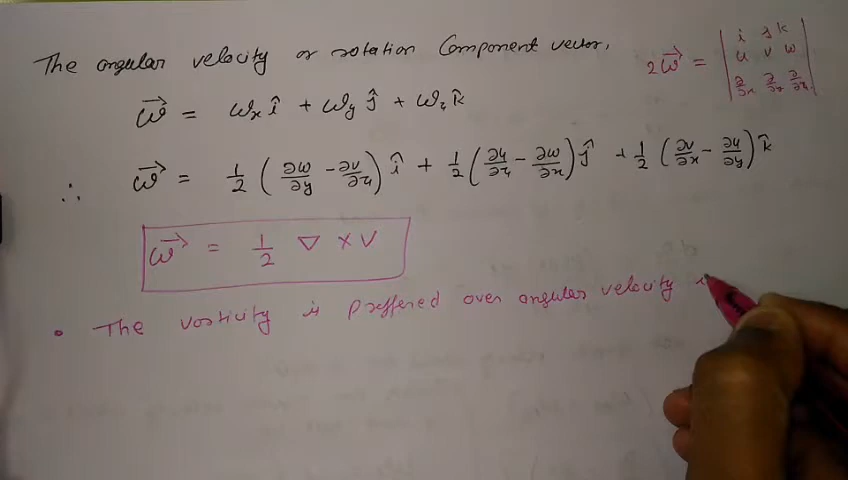 The angular velocity or rotation Component vector,
2ω⃗ = | i j k
u v w
∂/∂x ∂/∂z ∂/∂z |
ω⃗ = ωx î + ωy ĵ + ωz k̂
∴ ω⃗ = 1/2 (∂w/∂y - ∂v/∂z) î + 1/2 (∂u/∂z - ∂w/∂x) ĵ + 1/2 (∂v/∂x - ∂u/∂y) k̂
ω⃗ = 1/2 ∇ × V
• The vorticity is preffered over angular velocity